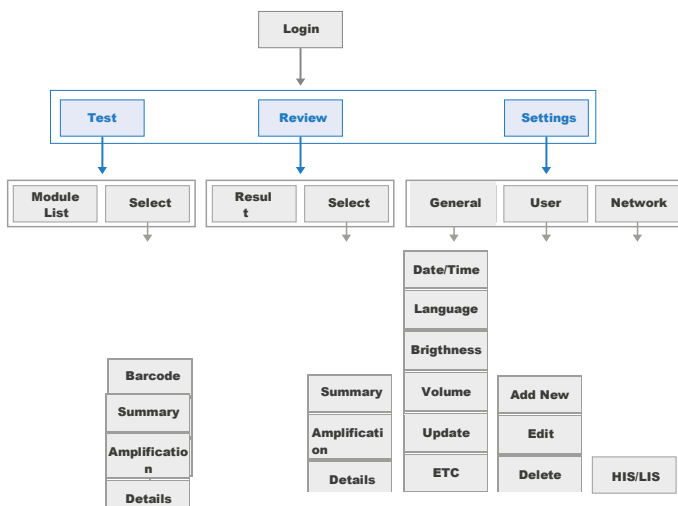 Login
Test
Review
Settings
Module
List
Select
Resul
t
Select
General
User
Network
Date/Time
Language
Brigthness
Volume
Update
ETC
Barcode
Summary
Amplificatio
n
Details
Summary
Amplificati
on
Details
Add New
Edit
Delete
HIS/LIS